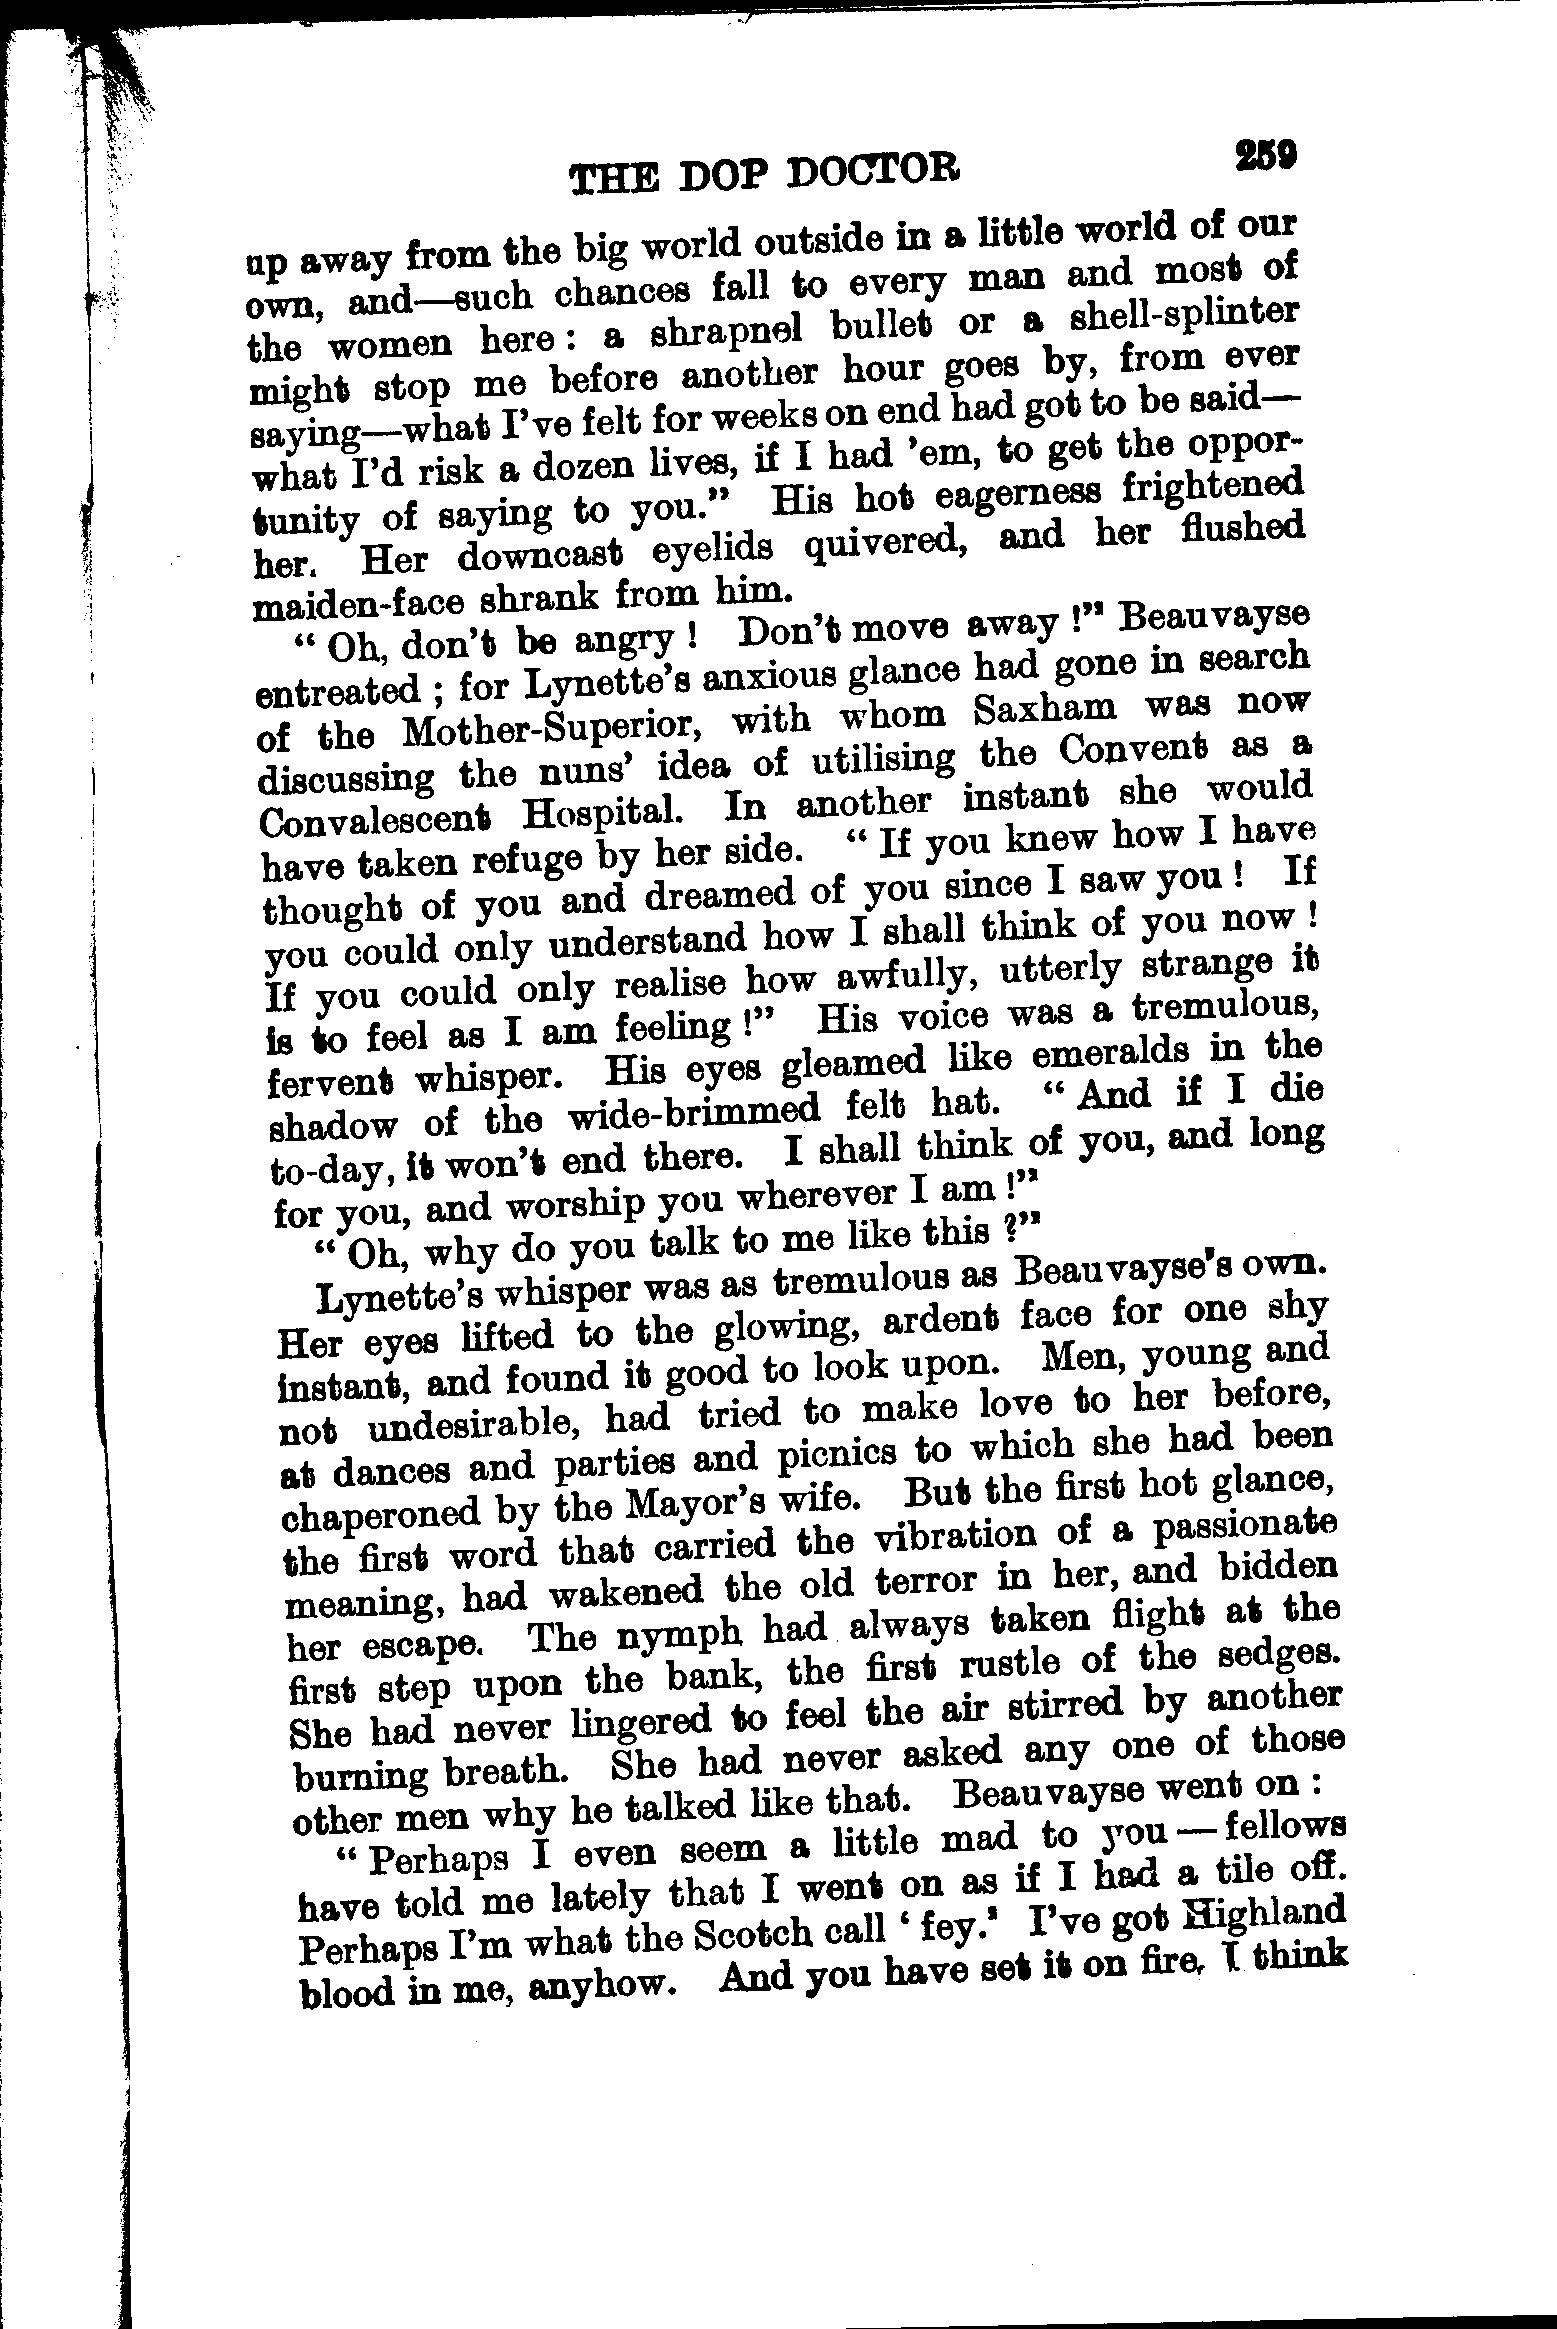 THE DOP DOCTOR 259
up away from the big world outside in a little world of our
own, and—such chances fall to every man and most of
the women here : a shrapnel bullet or a shell-splinter
might stop me before another hour goes by, from ever
saying—what I've felt for weeks on end had got to be said—
what I'd risk a dozen lives, if I had 'em, to get the oppor-
tunity of saying to you." His hot eagerness frightened
her. Her downcast eyelids quivered, and her flushed
maiden-face shrank from him.
" Oh, don't be angry ! Don't move away !" Beauvayse
entreated ; for Lynette's anxious glance had gone in search
of the Mother-Superior, with whom Saxham was now
discussing the nuns' idea of utilising the Convent as a
Convalescent Hospital. In another instant she would
have taken refuge by her side. " If you knew how I have
thought of you and dreamed of you since I saw you ! If
you could only understand how I shall think of you now !
If you could only realise how awfully, utterly strange it
is to feel as I am feeling !" His voice was a tremulous,
fervent whisper. His eyes gleamed like emeralds in the
shadow of the wide-brimmed felt hat. " And if I die
to-day, it won't end there. I shall think of you, and long
for you, and worship you wherever I am !"
" Oh, why do you talk to me like this ?"
Lynette's whisper was as tremulous as Beauvayse's own.
Her eyes lifted to the glowing, ardent face for one shy
instant, and found it good to look upon. Men, young and
not undesirable, had tried to make love to her before,
at dances and parties and picnics to which she had been
chaperoned by the Mayor's wife. But the first hot glance,
the first word that carried the vibration of a passionate
meaning, had wakened the old terror in her, and bidden
her escape. The nymph had always taken flight at the
first step upon the bank, the first rustle of the sedges.
She had never lingered to feel the air stirred by another
burning breath. She had never asked any one of those
other men why he talked like that. Beauvayse went on :
" Perhaps I even seem a little mad to you — fellows
have told me lately that I went on as if I had a tile off.
Perhaps I'm what the Scotch call ' fey.' I've got Highland
blood in me, anyhow. And you have set it on fire, I think